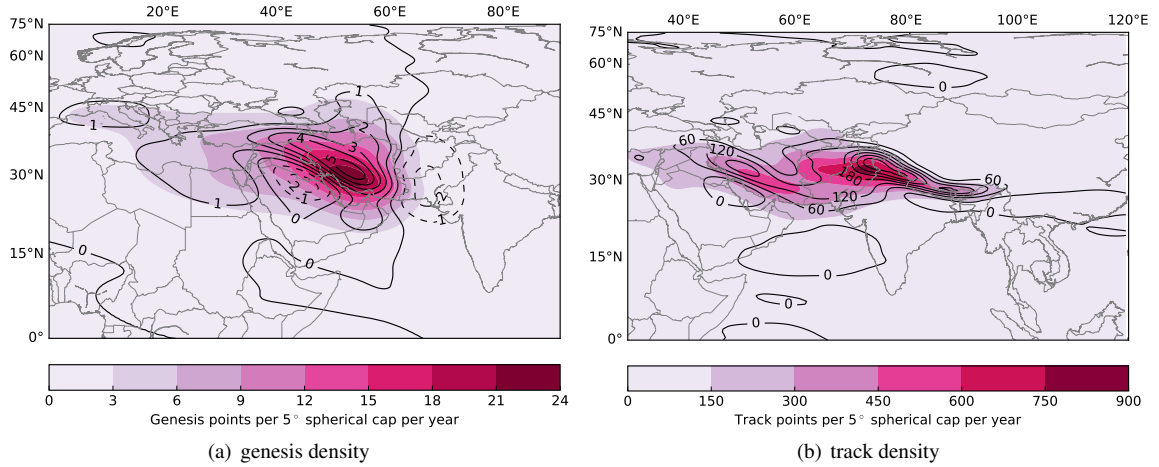 20°E 40°E 60°E 80°E
75°N
60°N
45°N
30°N
15°N
0°
1
1
1
0
0
0
-4
3
2
5
-2
-1
-2
-1
0 3 6 9 12 15 18 21 24
Genesis points per 5° spherical cap per year
(a) genesis density
40°E 60°E 80°E 100°E 120°E
75°N
60°N
45°N
30°N
15°N
0°
0
60
120
0
180
120
60
60
0
0
0
0
0 150 300 450 600 750 900
Track points per 5° spherical cap per year
(b) track density